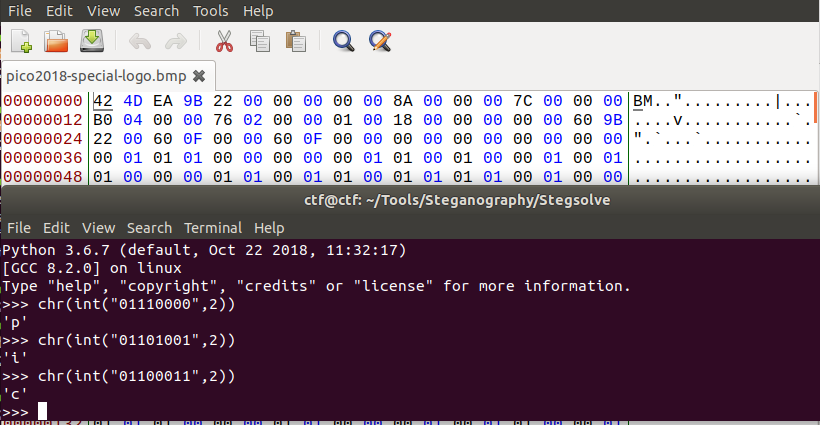 File Edit View Search Tools Help
pico2018-special-logo.bmp
00000000 42 4D EA 9B 22 00 00 00 00 00 8A 00 00 00 7C 00 00 00 BM..".........|...
00000012 B0 04 00 00 76 02 00 00 01 00 18 00 00 00 00 00 60 9B ....v...........`.
00000024 22 00 60 0F 00 00 60 0F 00 00 00 00 00 00 00 00 00 00 ".`...`...........
00000036 00 01 01 01 00 00 00 00 00 01 01 00 01 00 00 01 00 01 ..................
00000048 01 00 00 00 01 01 00 01 01 00 01 01 01 01 00 00 00 00 ..................
ctf@ctf: ~/Tools/Steganography/Stegsolve
File Edit View Search Terminal Help
Python 3.6.7 (default, Oct 22 2018, 11:32:17)
[GCC 8.2.0] on linux
Type "help", "copyright", "credits" or "license" for more information.
>>> chr(int("01110000",2))
'p'
>>> chr(int("01101001",2))
'i'
>>> chr(int("01100011",2))
'c'
>>>